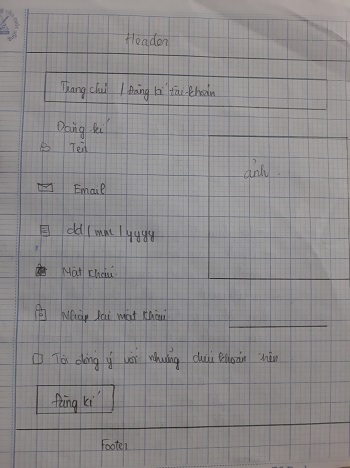 Header
Trang chủ / Đăng kí tài khoản
Đăng kí
Tên
ảnh
Email
dd / mm / yyyy
Mật khẩu
Nhập lại mật khẩu
Tôi đồng ý với những điều khoản trên
Đăng kí
Footer